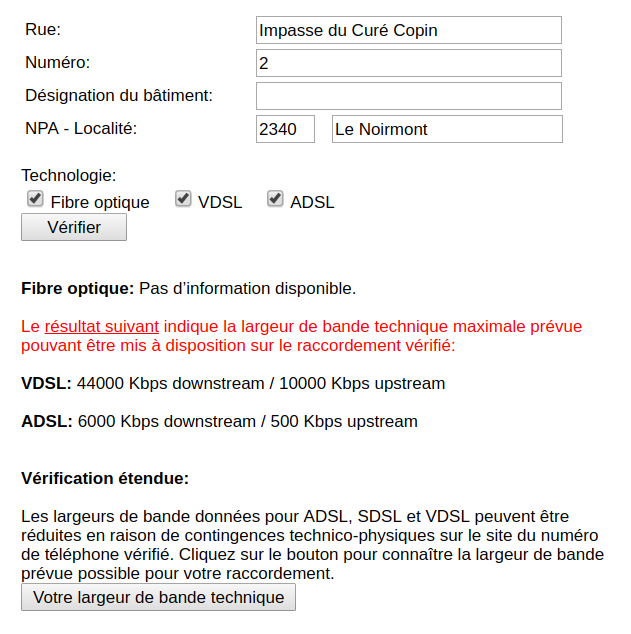 Rue: Impasse du Curé Copin
Numéro: 2
Désignation du bâtiment:
NPA - Localité: 2340 Le Noirmont
Technologie:
Fibre optique VDSL ADSL
Vérifier
Fibre optique: Pas d’information disponible.
Le résultat suivant indique la largeur de bande technique maximale prévue
pouvant être mis à disposition sur le raccordement vérifié:
VDSL: 44000 Kbps downstream / 10000 Kbps upstream
ADSL: 6000 Kbps downstream / 500 Kbps upstream
Vérification étendue:
Les largeurs de bande données pour ADSL, SDSL et VDSL peuvent être
réduites en raison de contingences technico-physiques sur le site du numéro
de téléphone vérifié. Cliquez sur le bouton pour connaître la largeur de bande
prévue possible pour votre raccordement.
Votre largeur de bande technique